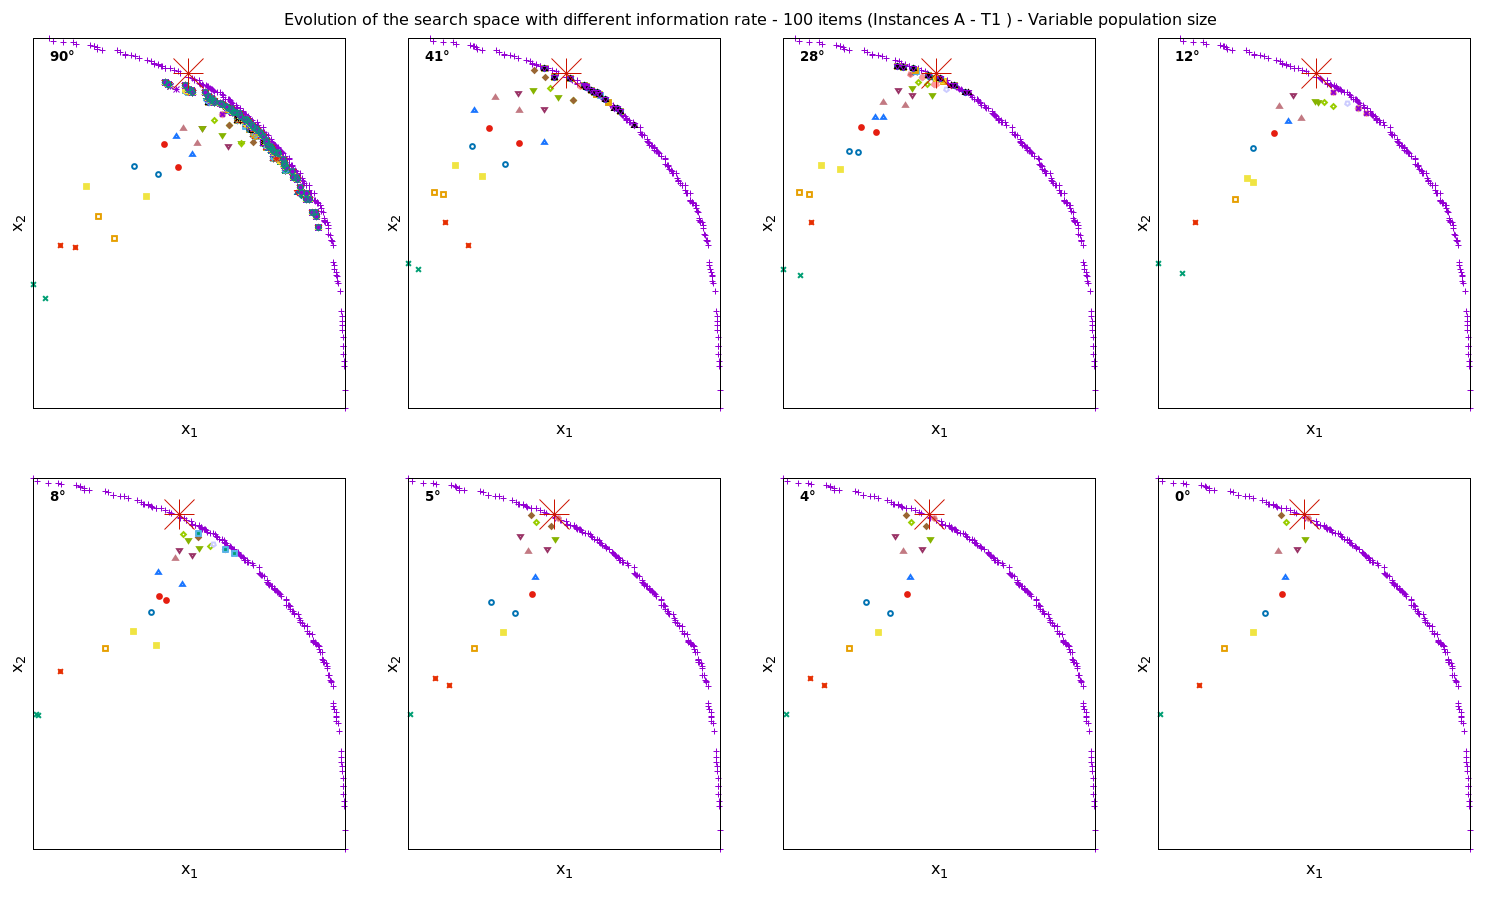 Evolution of the search space with different information rate - 100 items (Instances A - T1 ) - Variable population size
90°
41°
28°
12°
x2
x2
x2
x2
x1
x1
x1
x1
8°
5°
4°
0°
x2
x2
x2
x2
x1
x1
x1
x1